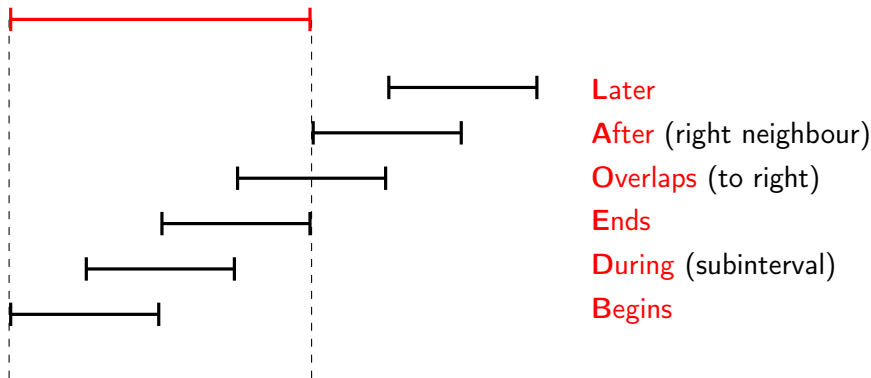 Later
After (right neighbour)
Overlaps (to right)
Ends
During (subinterval)
Begins